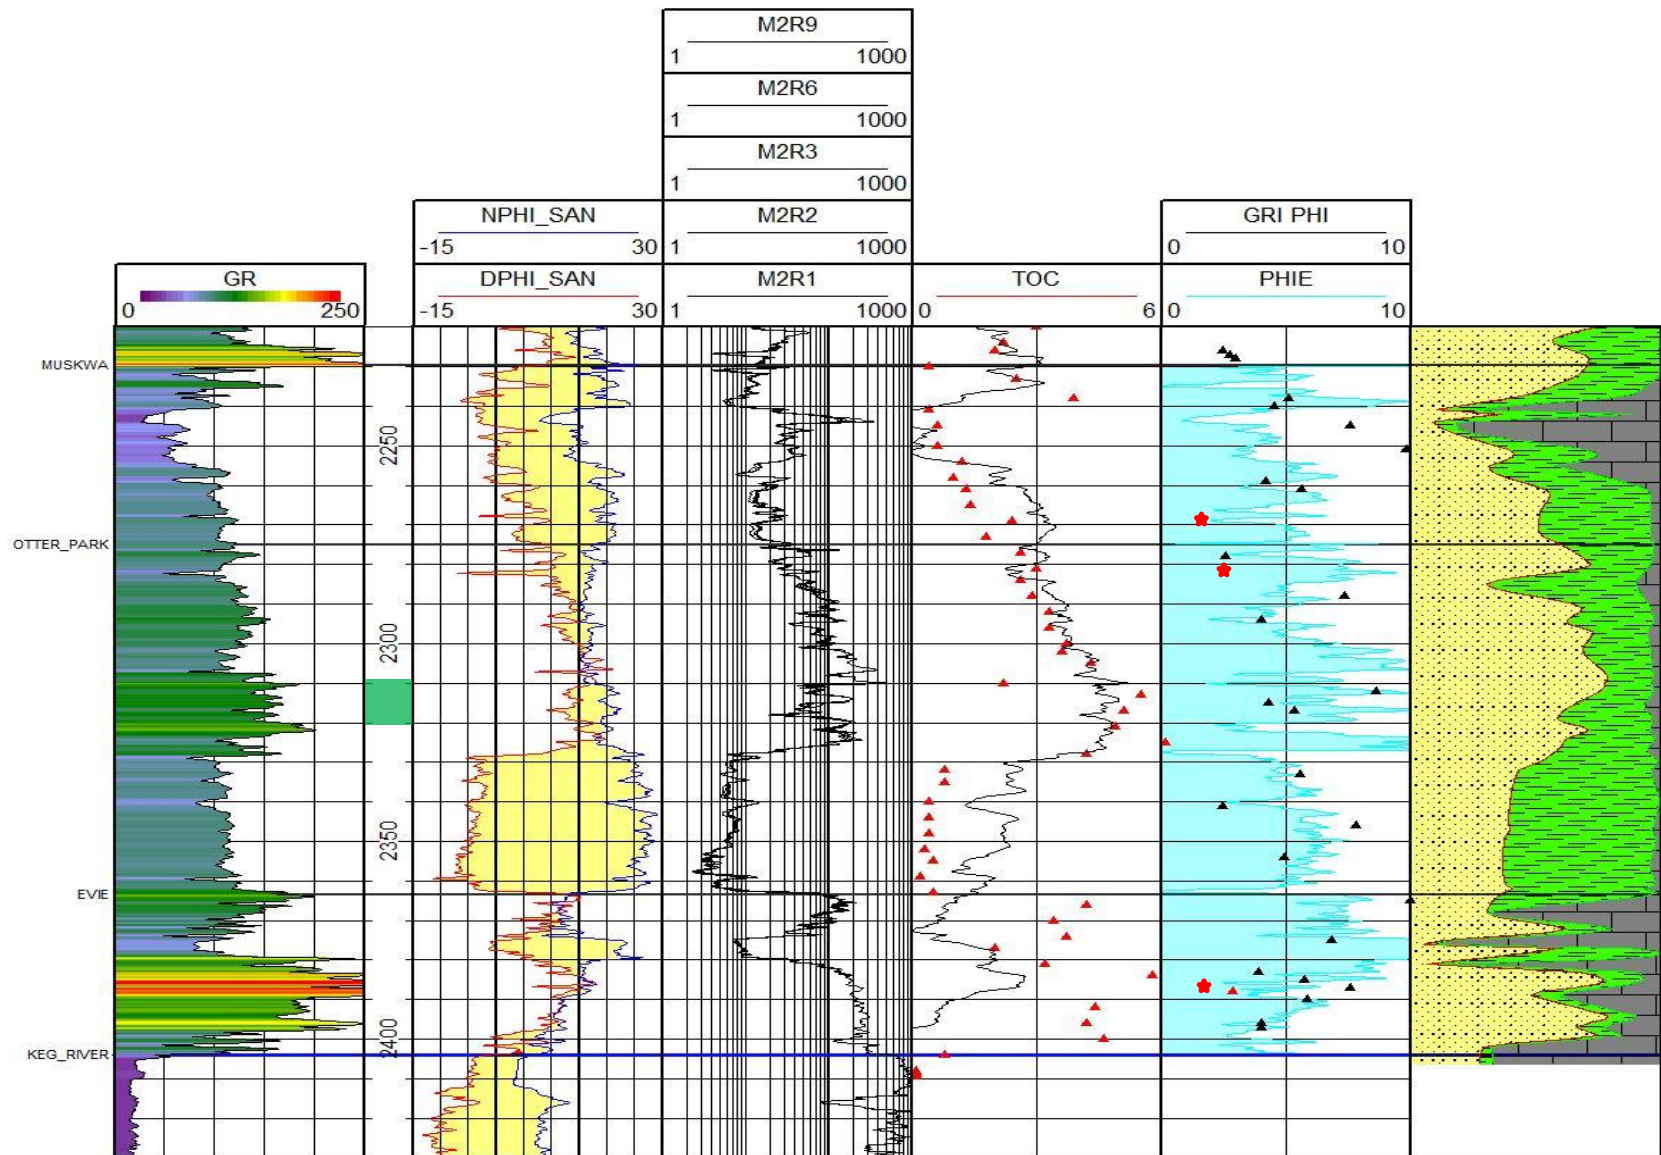 M2R9
1 1000
M2R6
1 1000
M2R3
1 1000
NPHI_SAN M2R2 GRI PHI
-15 30 1 1000 0 10
GR DPHI_SAN M2R1 TOC PHIE
0 250 -15 30 1 1000 0 6 0 10
MUSKWA
2250
OTTER_PARK
2300
2350
EVIE
2400
KEG_RIVER